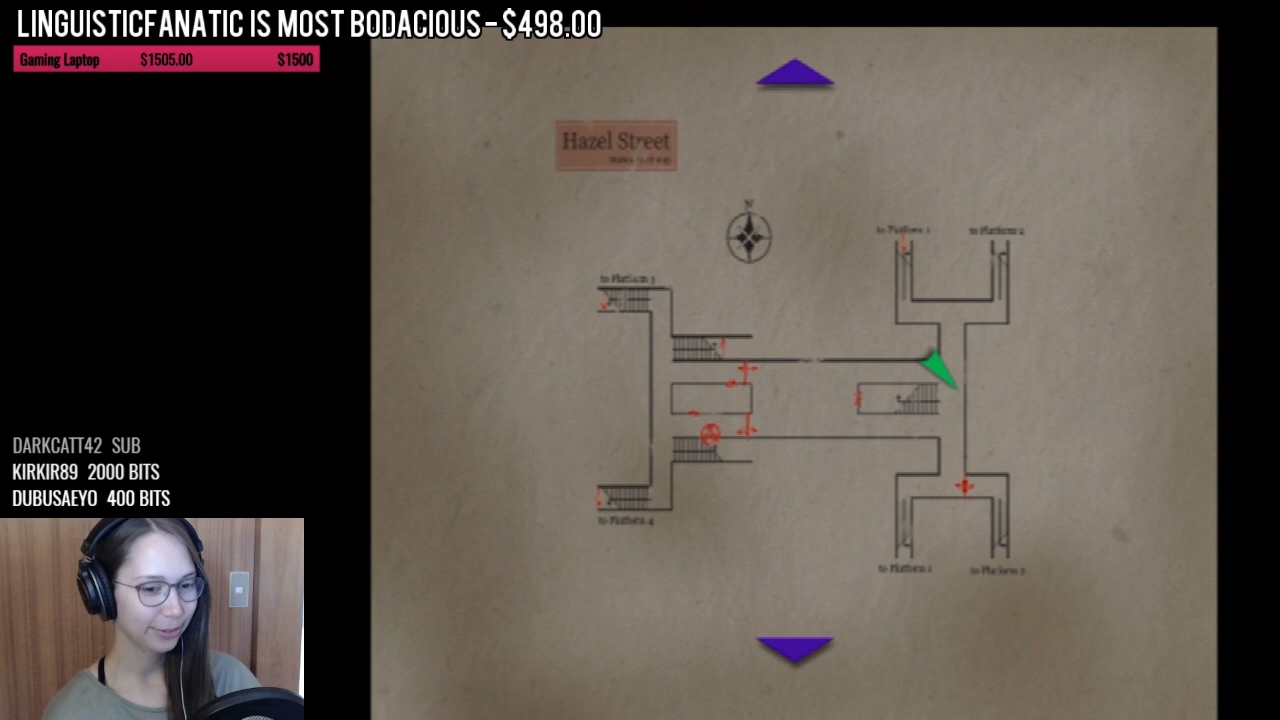 LINGUISTICFANATIC IS MOST BODACIOUS - $498.00
Gaming Laptop $1505.00 $1500
Hazel Street
N
to Platform 1 to Platform 2
to Platform 3
to Platform 4
to Platform 1 to Platform 2
DARKCATT42 SUB
KIRKIR89 2000 BITS
DUBUSAEYO 400 BITS